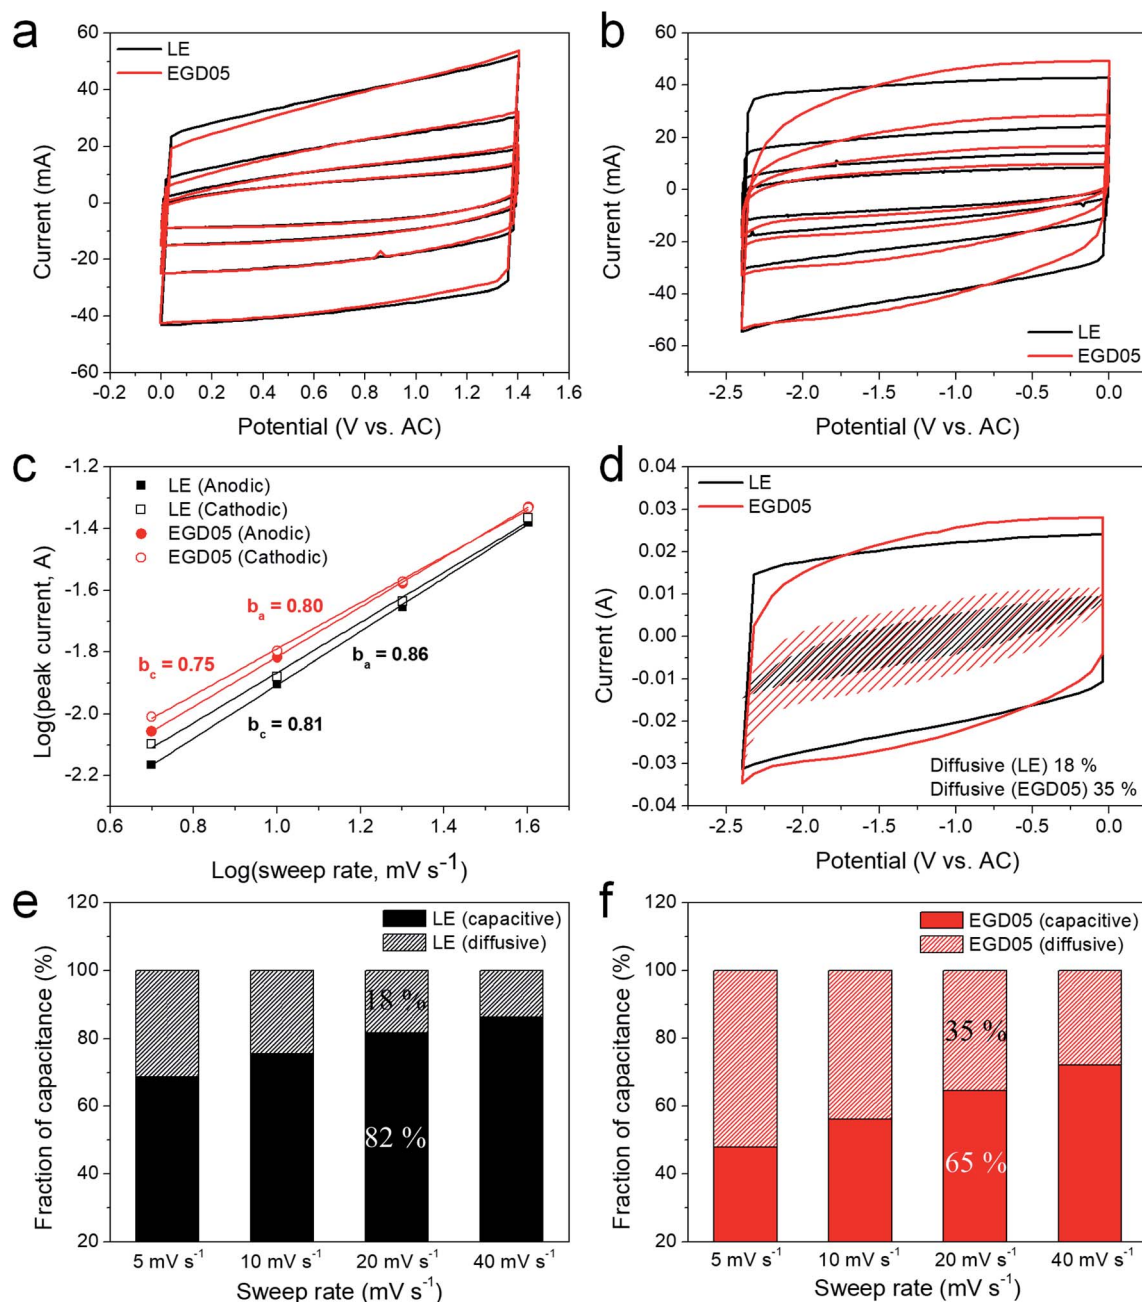 a
60
40
20
0
-20
-40
-60
Current (mA)
LE
EGD05
-0.2 0.0 0.2 0.4 0.6 0.8 1.0 1.2 1.4 1.6
Potential (V vs. AC)
b
60
40
20
0
-20
-40
-60
Current (mA)
LE
EGD05
-2.5 -2.0 -1.5 -1.0 -0.5 0.0
Potential (V vs. AC)
c
-1.2
-1.4
-1.6
-1.8
-2.0
-2.2
Log(peak current, A)
LE (Anodic)
LE (Cathodic)
EGD05 (Anodic)
EGD05 (Cathodic)
b_a = 0.80
b_c = 0.75
b_a = 0.86
b_c = 0.81
0.6 0.8 1.0 1.2 1.4 1.6
Log(sweep rate, mV s⁻¹)
d
0.04
0.03
0.02
0.01
0.00
-0.01
-0.02
-0.03
-0.04
Current (A)
LE
EGD05
Diffusive (LE) 18 %
Diffusive (EGD05) 35 %
-2.5 -2.0 -1.5 -1.0 -0.5 0.0
Potential (V vs. AC)
e
120
100
80
60
40
20
Fraction of capacitance (%)
LE (capacitive)
LE (diffusive)
18 %
82 %
5 mV s⁻¹ 10 mV s⁻¹ 20 mV s⁻¹ 40 mV s⁻¹
Sweep rate (mV s⁻¹)
f
120
100
80
60
40
20
Fraction of capacitance (%)
EGD05 (capacitive)
EGD05 (diffusive)
35 %
65 %
5 mV s⁻¹ 10 mV s⁻¹ 20 mV s⁻¹ 40 mV s⁻¹
Sweep rate (mV s⁻¹)